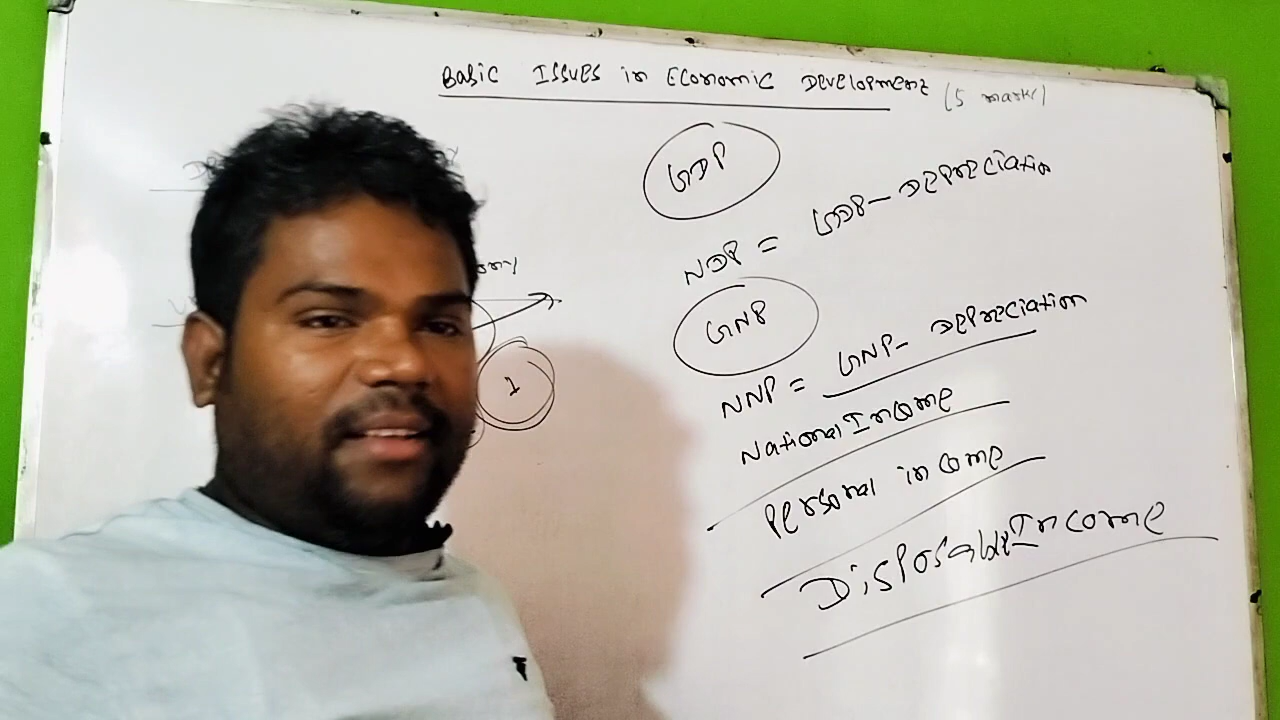 Basic Issues in Economic Development (5 marks)
GDP
NDP = GDP - Depreciation
GNP
NNP = GNP - Depreciation
National Income
Personal income
Disposable Income
1